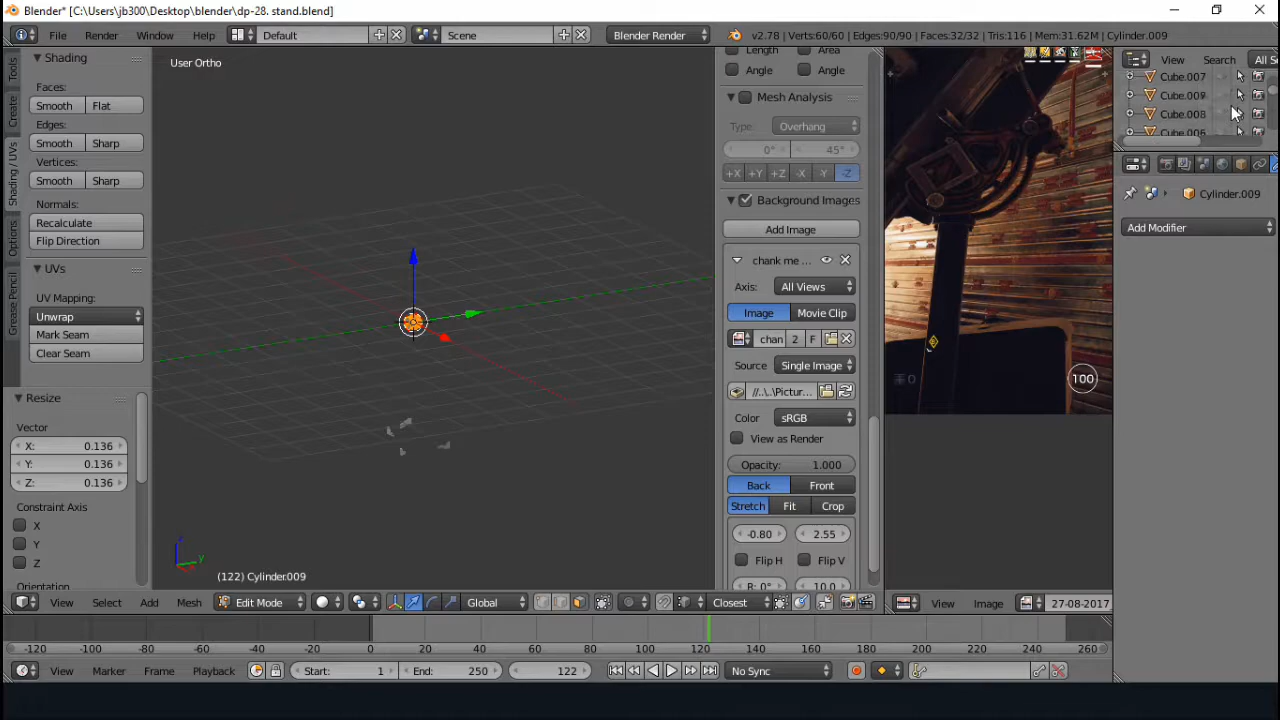 Blender* [C:\Users\jb300\Desktop\blender\dp-28. stand.blend]
File Render Window Help Default Scene Blender Render v2.78 | Verts:60/60 | Edges:90/90 | Faces:32/32 | Tris:116 | Mem:31.62M | Cylinder.009
Tools
Create
Shading / UVs
Options
Grease Pencil
Shading
Faces:
Smooth Flat
Edges:
Smooth Sharp
Vertices:
Smooth Sharp
Normals:
Recalculate
Flip Direction
UVs
UV Mapping:
Unwrap
Mark Seam
Clear Seam
Resize
Vector
X: 0.136
Y: 0.136
Z: 0.136
Constraint Axis
X
Y
Z
Orientation
User Ortho
(122) Cylinder.009
View Select Add Mesh Edit Mode Global Closest
Length Area
Angle Angle
Mesh Analysis
Type: Overhang
0° 45°
+X +Y +Z -X -Y -Z
Background Images
Add Image
chank me ...
Axis: All Views
Image Movie Clip
chan 2 F
Source Single Image
//..\..\Pictur...
Color sRGB
View as Render
Opacity: 1.000
Back Front
Stretch Fit Crop
-0.80 2.55
Flip H Flip V
R: 0° 10.0
100
0
View Image 27-08-2017
View Search All S
Cube.007
Cube.009
Cube.008
Cube.006
Cylinder.009
Add Modifier
-120 -100 -80 -60 -40 -20 0 20 40 60 80 100 120 140 160 180 200 220 240 260
View Marker Frame Playback Start: 1 End: 250 122 No Sync